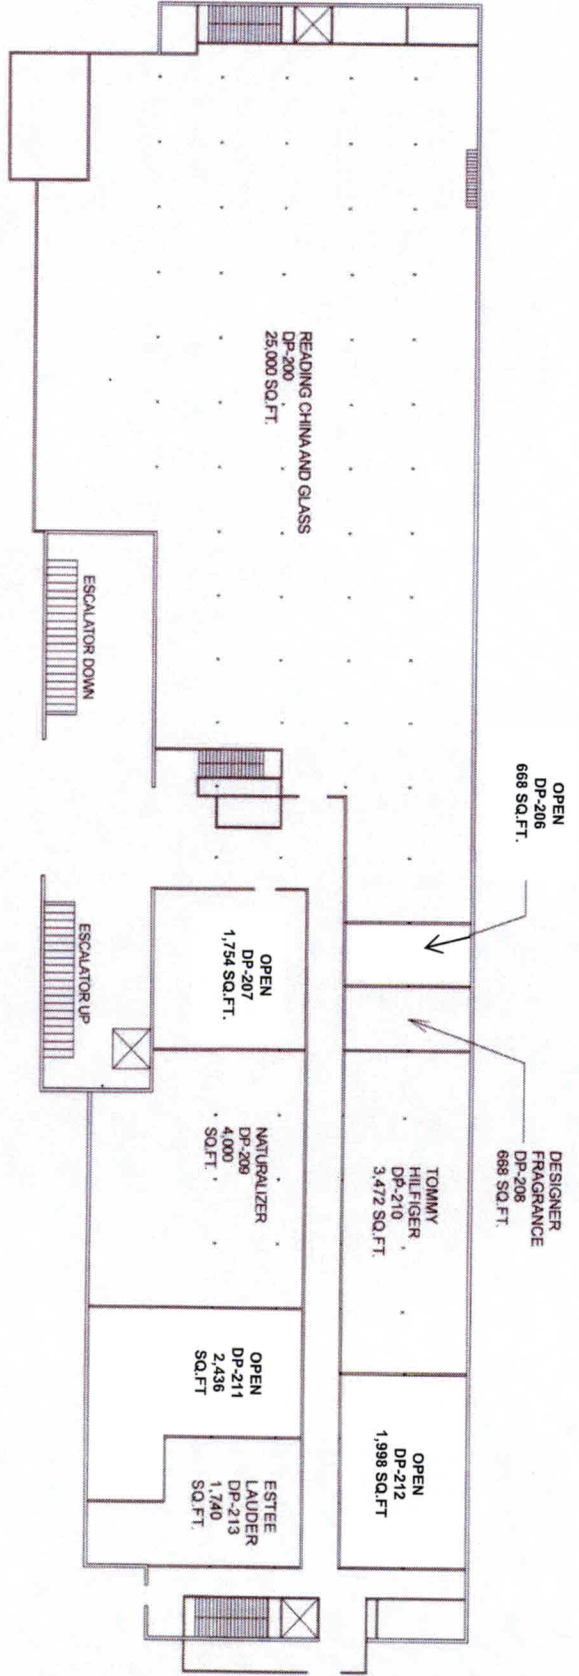 READING CHINA AND GLASS
DP-200
25,000 SQ.FT.
ESCALATOR DOWN
OPEN
DP-206
668 SQ.FT.
ESCALATOR UP
OPEN
DP-207
1,754 SQ.FT.
DESIGNER
FRAGRANCE
DP-208
668 SQ.FT.
NATURALIZER
DP-209
4,000
SQ.FT.
TOMMY
HILFIGER
DP-210
3,472 SQ.FT.
OPEN
DP-211
2,436
SQ.FT
OPEN
DP-212
1,998 SQ.FT
ESTEE
LAUDER
DP-213
1,740
SQ.FT.